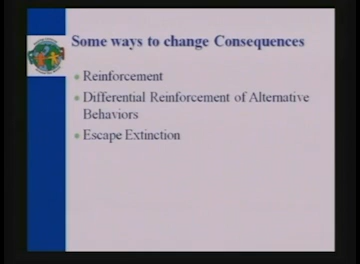 Some ways to change Consequences
Reinforcement
Differential Reinforcement of Alternative
Behaviors
Escape Extinction